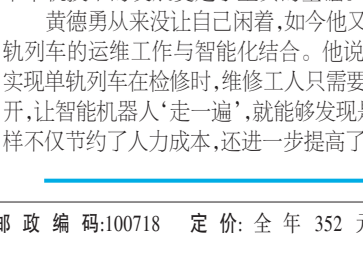 黄德勇从来没让自己闲着,如今他又
轨列车的运维工作与智能化结合。他说
实现单轨列车在检修时,维修工人只需要
开,让智能机器人‘走一遍’,就能够发现是
样不仅节约了人力成本,还进一步提高了
邮政编码:100718 定价:全年 352 元